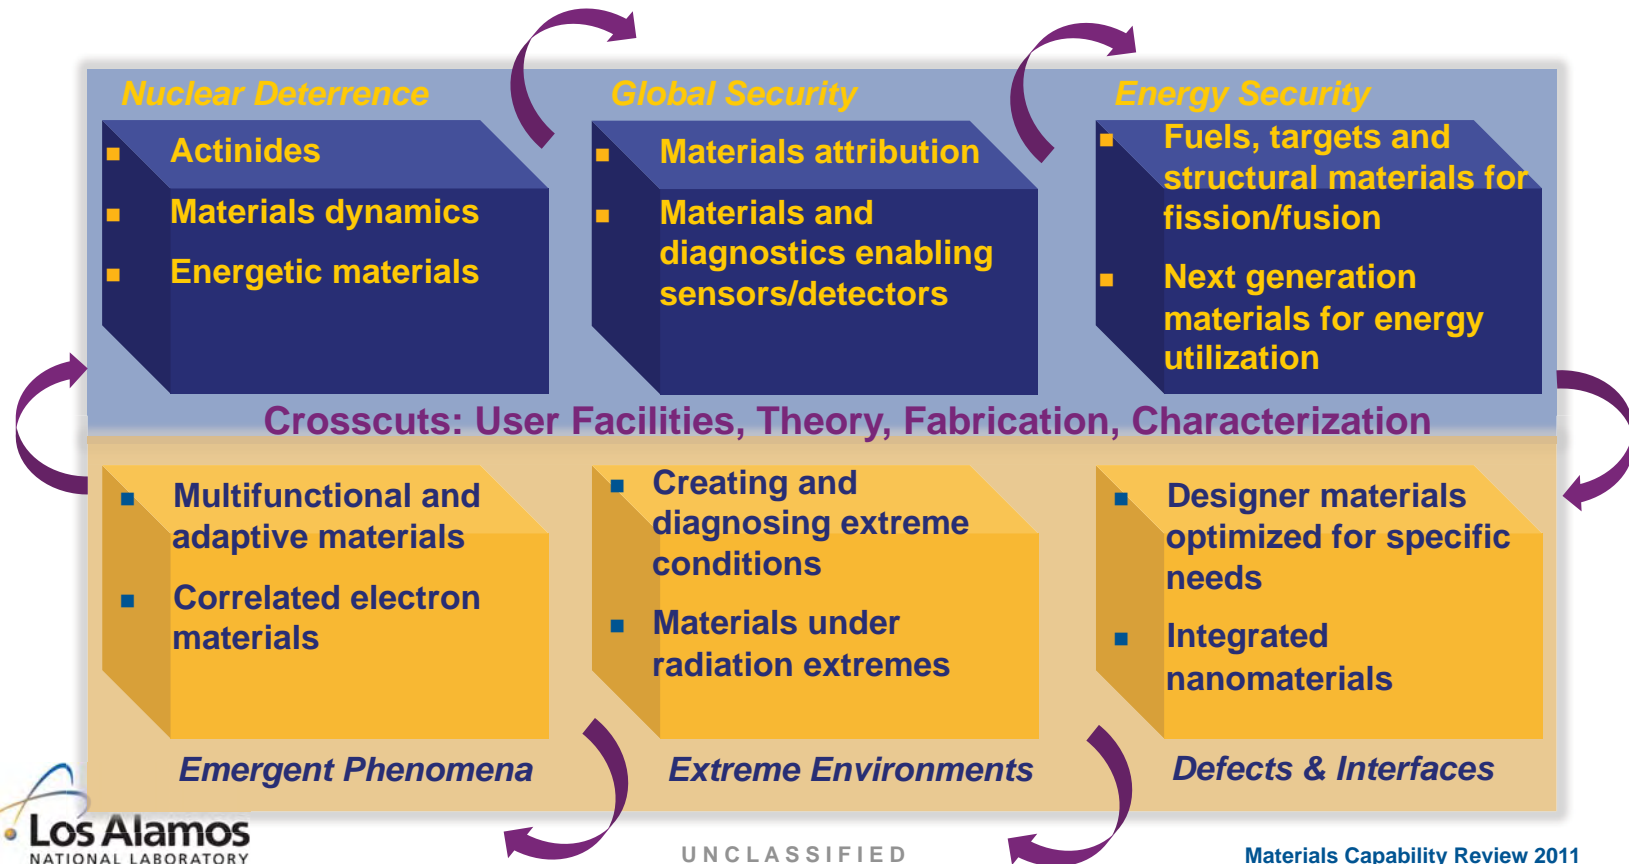 Nuclear Deterrence
■ Actinides
■ Materials dynamics
■ Energetic materials
Global Security
■ Materials attribution
■ Materials and
diagnostics enabling
sensors/detectors
Energy Security
■ Fuels, targets and
structural materials for
fission/fusion
■ Next generation
materials for energy
utilization
Crosscuts: User Facilities, Theory, Fabrication, Characterization
■ Multifunctional and
adaptive materials
■ Correlated electron
materials
Emergent Phenomena
■ Creating and
diagnosing extreme
conditions
■ Materials under
radiation extremes
Extreme Environments
■ Designer materials
optimized for specific
needs
■ Integrated
nanomaterials
Defects & Interfaces
Los Alamos
NATIONAL LABORATORY
UNCLASSIFIED
Materials Capability Review 2011